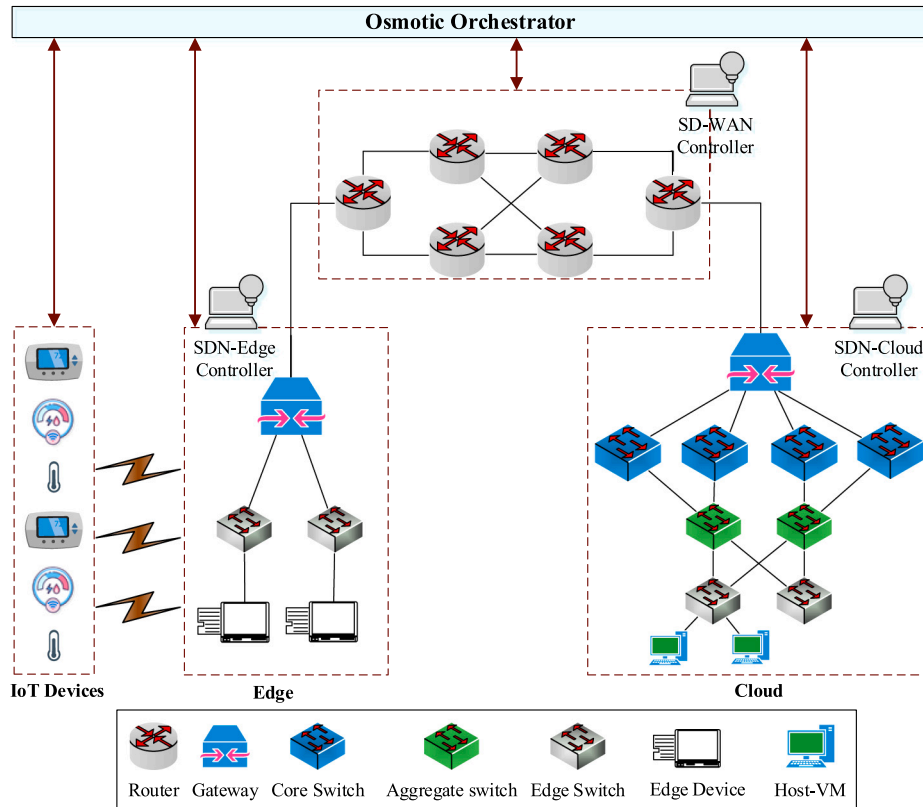 Osmotic Orchestrator
SD-WAN
Controller
SDN-Edge
Controller
SDN-Cloud
Controller
IoT Devices
Edge
Cloud
Router
Gateway
Core Switch
Aggregate switch
Edge Switch
Edge Device
Host-VM